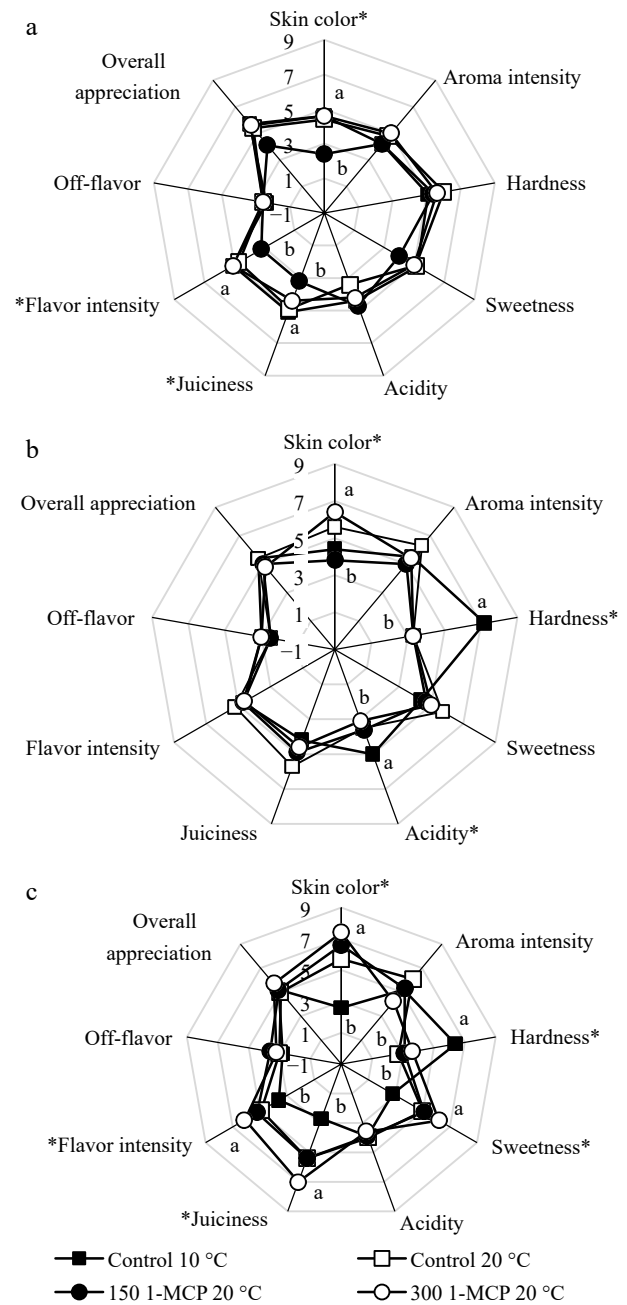 a
Skin color*
9
7
5
3
1
−1
Overall
appreciation
Aroma intensity
Off-flavor
Hardness
*Flavor intensity
Sweetness
*Juiciness
Acidity
a
b
b
b
a
a
b
Skin color*
9
7
5
3
1
−1
Overall appreciation
Aroma intensity
Off-flavor
Hardness*
Flavor intensity
Sweetness
Juiciness
Acidity*
a
b
a
b
b
a
c
Skin color*
9
7
5
3
1
−1
Overall
appreciation
Aroma intensity
Off-flavor
Hardness*
*Flavor intensity
Sweetness*
*Juiciness
Acidity
a
b
a
b
b
a
b
b
a
a
Control 10 °C
Control 20 °C
150 1-MCP 20 °C
300 1-MCP 20 °C